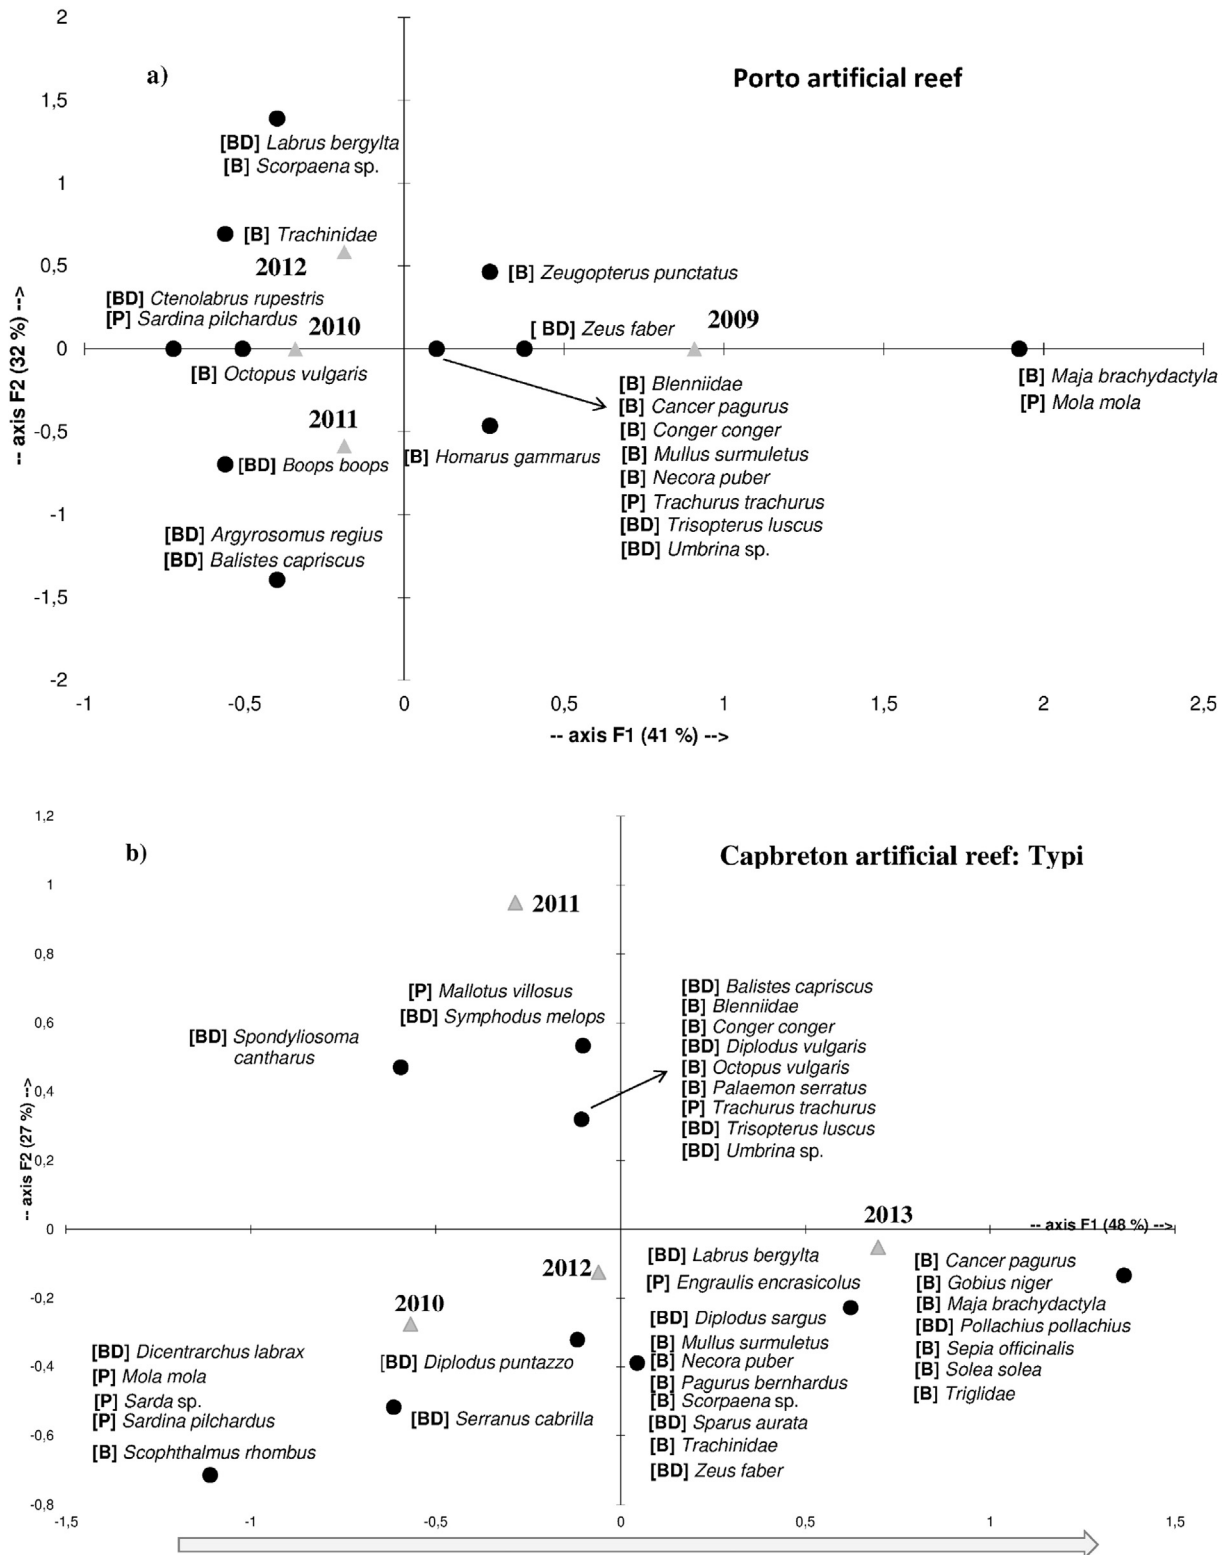 2
a)
Porto artificial reef
1,5
[BD] Labrus bergylta
[B] Scorpaena sp.
1
[B] Trachinidae
0,5
2012
[B] Zeugopterus punctatus
[BD] Ctenolabrus rupestris
[P] Sardina pilchardus
2010
[ BD] Zeus faber
2009
0
[B] Octopus vulgaris
[B] Maja brachydactyla
[P] Mola mola
[B] Blenniidae
[B] Cancer pagurus
[B] Conger conger
[B] Mullus surmuletus
[B] Necora puber
[P] Trachurus trachurus
[BD] Trisopterus luscus
[BD] Umbrina sp.
2011
-0,5
[BD] Boops boops
[B] Homarus gammarus
-1
[BD] Argyrosomus regius
[BD] Balistes capriscus
-1,5
-2
-- axis F2 (32 %) -->
-1 -0,5 0 0,5 1 1,5 2 2,5
-- axis F1 (41 %) -->
1,2
b)
Capbreton artificial reef: Typi
1
2011
0,8
[P] Mallotus villosus
[BD] Symphodus melops
[BD] Spondyliosoma
cantharus
[BD] Balistes capriscus
[B] Blenniidae
[B] Conger conger
[BD] Diplodus vulgaris
[B] Octopus vulgaris
[B] Palaemon serratus
[P] Trachurus trachurus
[BD] Trisopterus luscus
[BD] Umbrina sp.
0,6
0,4
0,2
-- axis F2 (27 %) -->
0
2013
-- axis F1 (48 %) -->
2012
2010
-0,2
[BD] Labrus bergylta
[P] Engraulis encrasicolus
[BD] Diplodus sargus
[B] Mullus surmuletus
[B] Necora puber
[B] Pagurus bernhardus
[B] Scorpaena sp.
[BD] Sparus aurata
[B] Trachinidae
[BD] Zeus faber
[B] Cancer pagurus
[B] Gobius niger
[B] Maja brachydactyla
[BD] Pollachius pollachius
[B] Sepia officinalis
[B] Solea solea
[B] Triglidae
[BD] Dicentrarchus labrax
[P] Mola mola
[P] Sarda sp.
[P] Sardina pilchardus
[B] Scophthalmus rhombus
[BD] Diplodus puntazzo
[BD] Serranus cabrilla
-0,4
-0,6
-0,8
-1,5 -1 -0,5 0 0,5 1 1,5